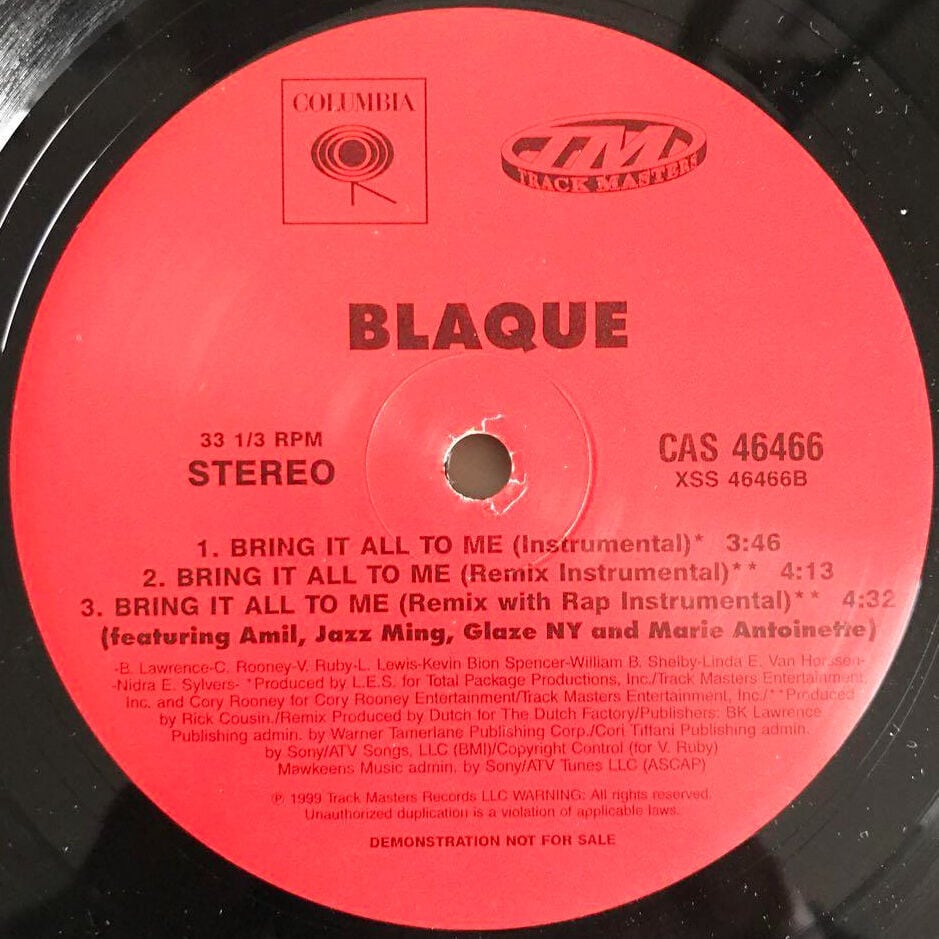 COLUMBIA
TM
TRACK MASTERS
BLAQUE
33 1/3 RPM
STEREO
CAS 46466
XSS 46466B
1. BRING IT ALL TO ME (Instrumental)* 3:46
2. BRING IT ALL TO ME (Remix Instrumental)** 4:13
3. BRING IT ALL TO ME (Remix with Rap Instrumental)** 4:32
(featuring Amil, Jazz Ming, Glaze NY and Marie Antoinette)
-B. Lawrence-C. Rooney-V. Ruby-L. Lewis-Kevin Bion Spencer-William B. Shelby-Linda E. Van Horssen-
-Nidra E. Sylvers- *Produced by L.E.S. for Total Package Productions, Inc./Track Masters Entertainment,
Inc. and Cory Rooney for Cory Rooney Entertainment/Track Masters Entertainment, Inc./**Produced
by Rick Cousin./Remix Produced by Dutch for The Dutch Factory/Publishers: BK Lawrence
Publishing admin. by Warner Tamerlane Publishing Corp./Cori Tiffani Publishing admin.
by Sony/ATV Songs, LLC (BMI)/Copyright Control (for V. Ruby)
Mawkeens Music admin. by Sony/ATV Tunes LLC (ASCAP)
℗ 1999 Track Masters Records LLC WARNING: All rights reserved.
Unauthorized duplication is a violation of applicable laws.
DEMONSTRATION NOT FOR SALE